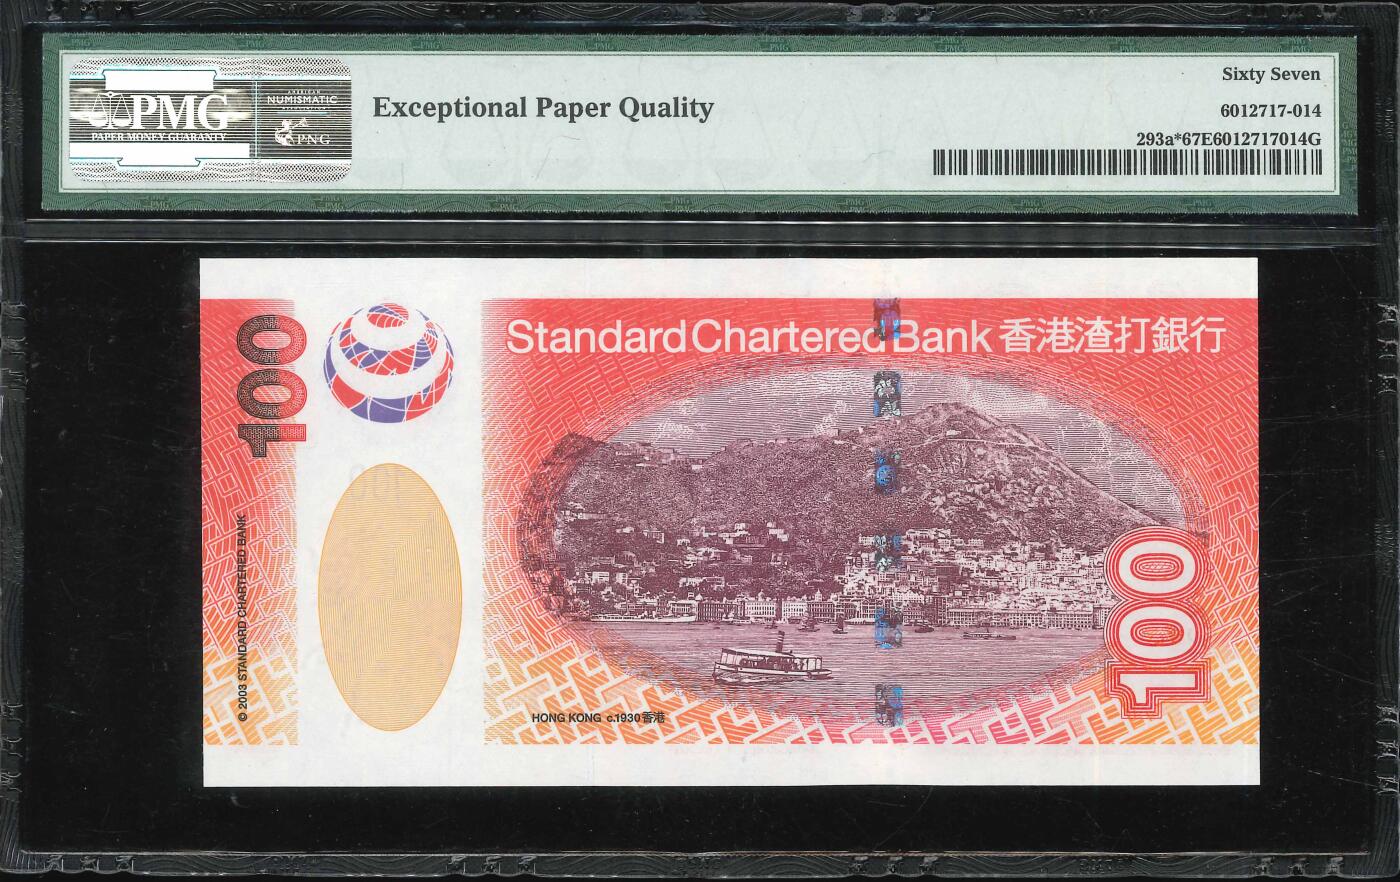 PMG
PAPER MONEY GUARANTY
AMERICAN
NUMISMATIC
PNG
Exceptional Paper Quality
Sixty Seven
6012717-014
293a*67E6012717014G
100
Standard Chartered Bank 香港渣打銀行
© 2003 STANDARD CHARTERED BANK
HONG KONG c.1930 香港
100